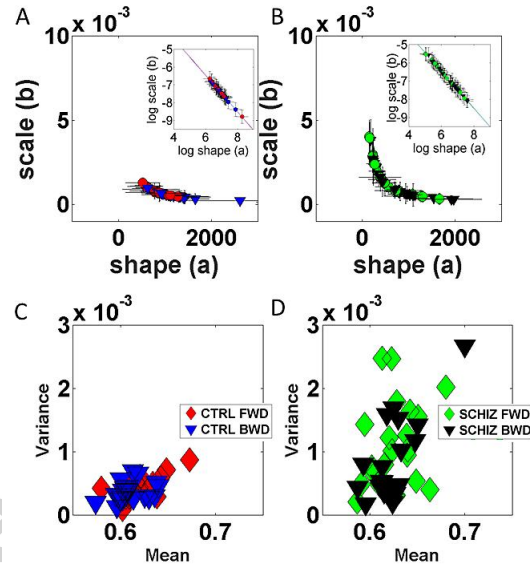 A
x 10⁻³
10
5
0
scale (b)
0 2000
shape (a)
-4
-5
-6
-7
-8
-9
log scale (b)
4 6 8
log shape (a)
B
x 10⁻³
10
5
0
scale (b)
0 2000
shape (a)
-5
-6
-7
-8
-9
log scale (b)
4 6 8
log shape (a)
C
x 10⁻³
3
2
1
0
Variance
0.6 0.7
Mean
CTRL FWD
CTRL BWD
D
x 10⁻³
3
2
1
0
Variance
0.6 0.7
Mean
SCHIZ FWD
SCHIZ BWD